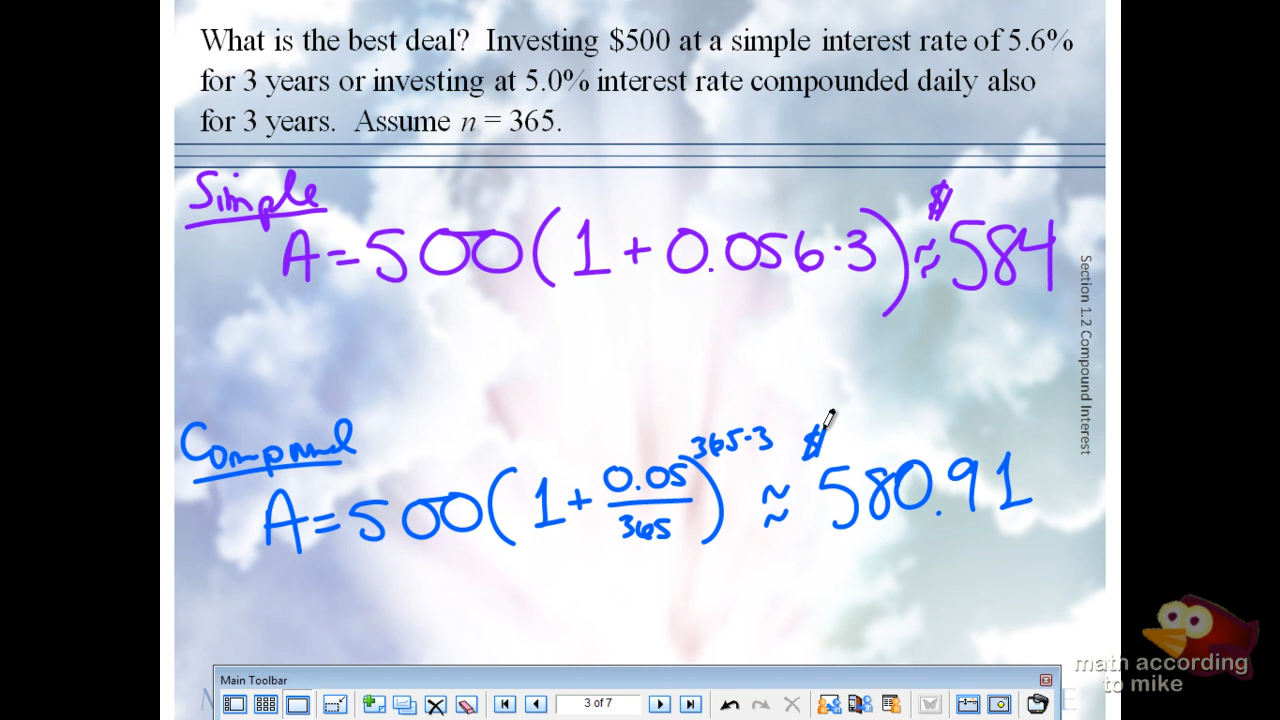 What is the best deal?  Investing $500 at a simple interest rate of 5.6%
for 3 years or investing at 5.0% interest rate compounded daily also
for 3 years.  Assume n = 365.
Simple
A = 500(1 + 0.056·3) ≈ $584
Section 1.2 Compound Interest
Compound
A = 500(1 + 0.05/365)^365·3 ≈ $580.91
math according
to mike
Main Toolbar
3 of 7